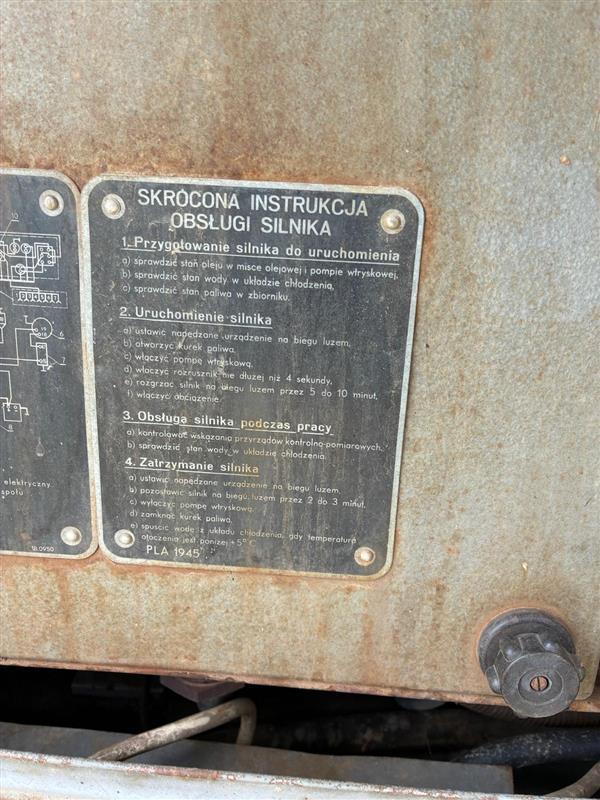 SKRÓCONA INSTRUKCJA
OBSŁUGI SILNIKA
1. Przygotowanie silnika do uruchomienia
a) sprawdzić stan oleju w misce olejowej i pompie wtryskowej,
b) sprawdzić stan wody w układzie chłodzenia,
c) sprawdzić stan paliwa w zbiorniku.
2. Uruchomienie silnika
a) ustawić napędzane urządzenie na biegu luzem,
b) otworzyć kurek paliwa,
c) włączyć pompę wtryskową,
d) włączyć rozrusznik nie dłużej niż 4 sekundy,
e) rozgrzać silnik na biegu luzem przez 5 do 10 minut,
f) włączyć obciążenie.
3. Obsługa silnika podczas pracy
a) kontrolować wskazania przyrządów kontrolno-pomiarowych,
b) sprawdzić stan wody w układzie chłodzenia.
4. Zatrzymanie silnika
a) ustawić napędzane urządzenie na biegu luzem,
b) pozostawić silnik na biegu luzem przez 2 do 3 minut,
c) wyłączyć pompę wtryskową,
d) zamknąć kurek paliwa,
e) spuścić wodę z układu chłodzenia, gdy temperatura
otoczenia jest poniżej +5°C
PLA 1945
10
6
7
8
elektryczny
społu